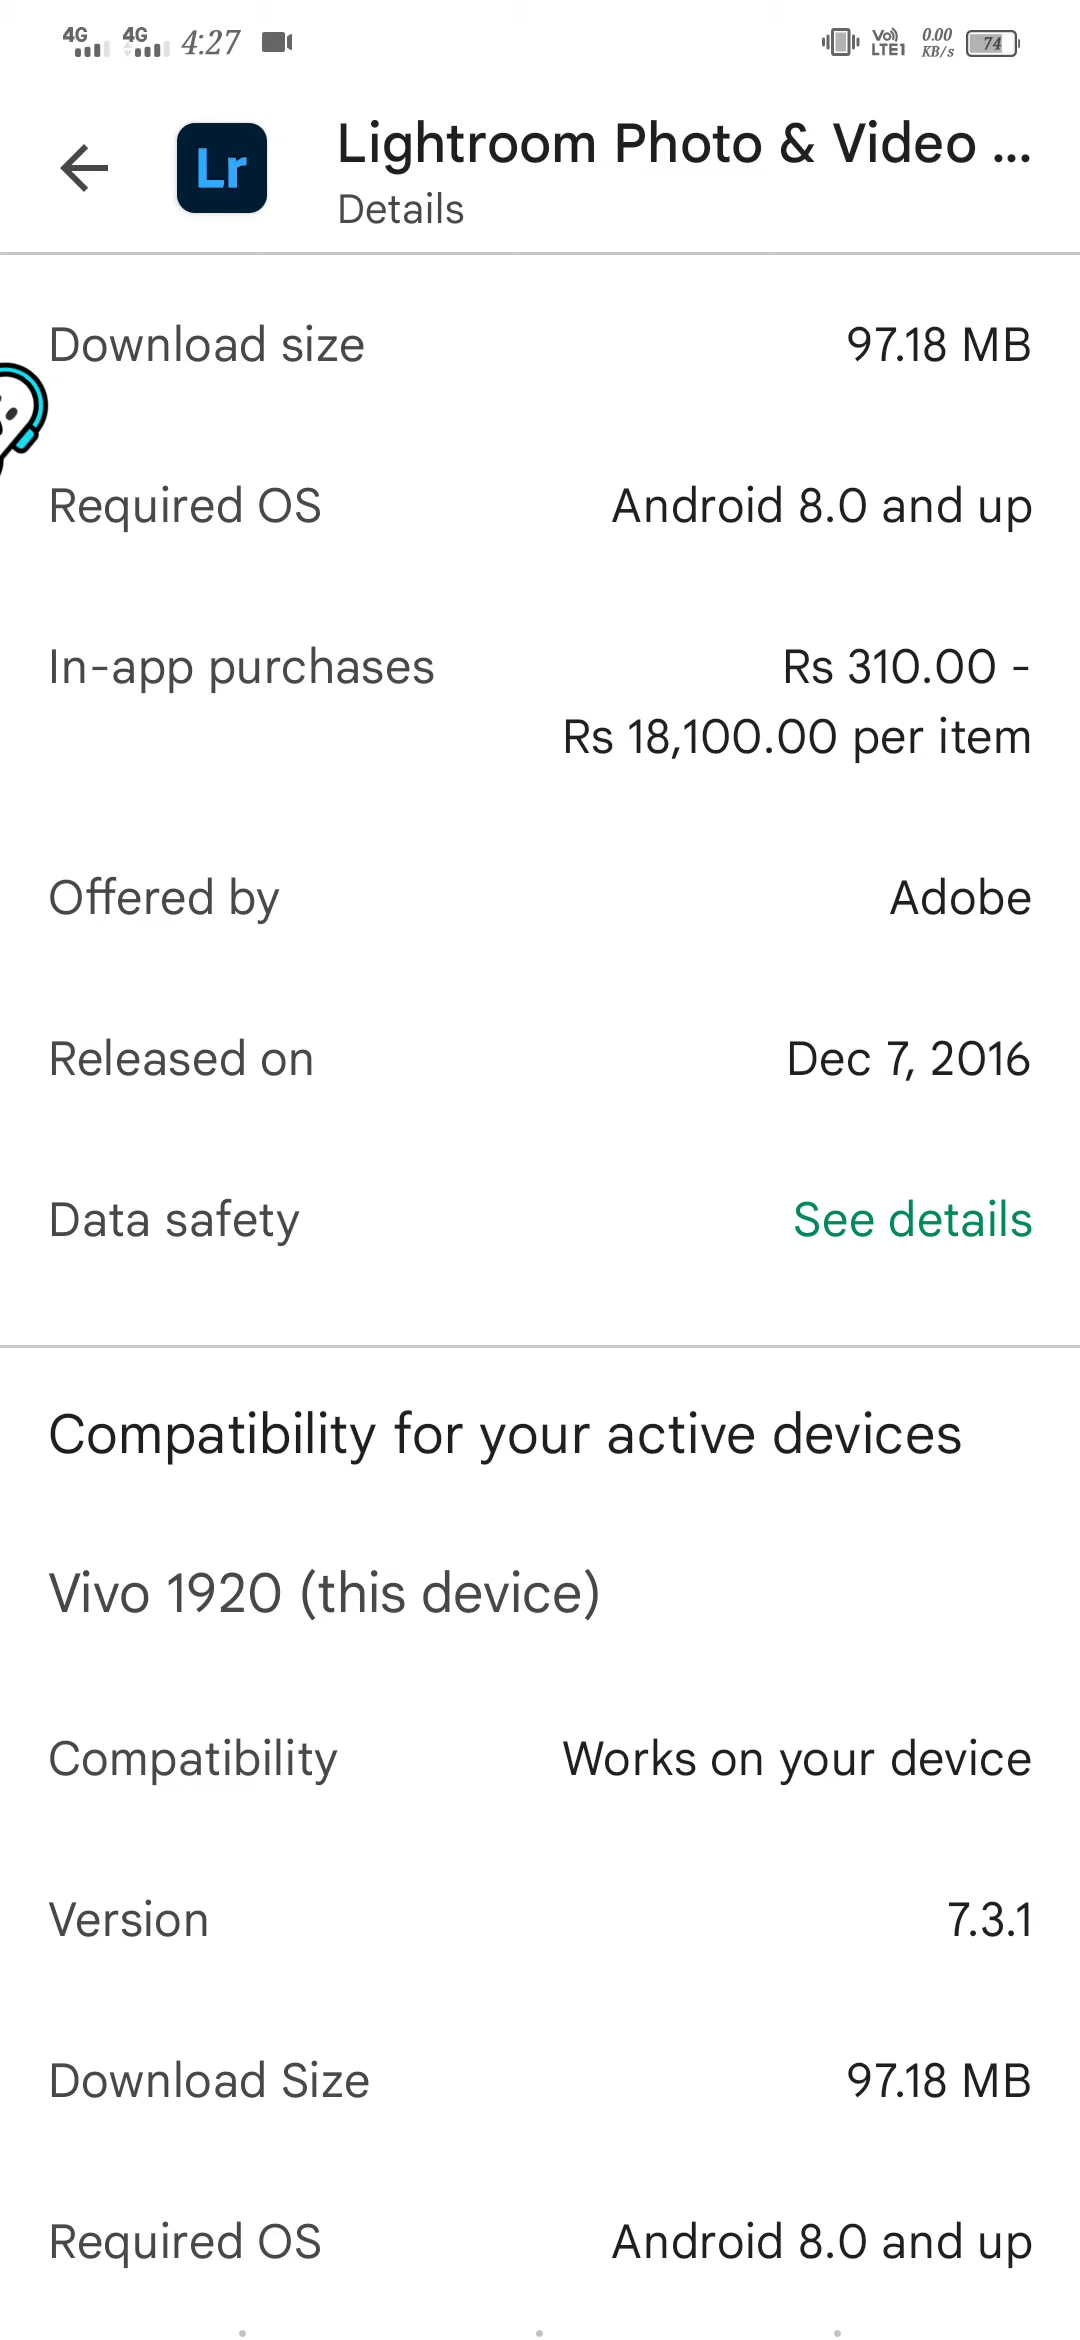 4G 4G 4:27 Vo) LTE1 0.00 KB/s 74
Lr
Lightroom Photo & Video ...
Details
Download size 97.18 MB
Required OS Android 8.0 and up
In-app purchases Rs 310.00 -
Rs 18,100.00 per item
Offered by Adobe
Released on Dec 7, 2016
Data safety See details
Compatibility for your active devices
Vivo 1920 (this device)
Compatibility Works on your device
Version 7.3.1
Download Size 97.18 MB
Required OS Android 8.0 and up